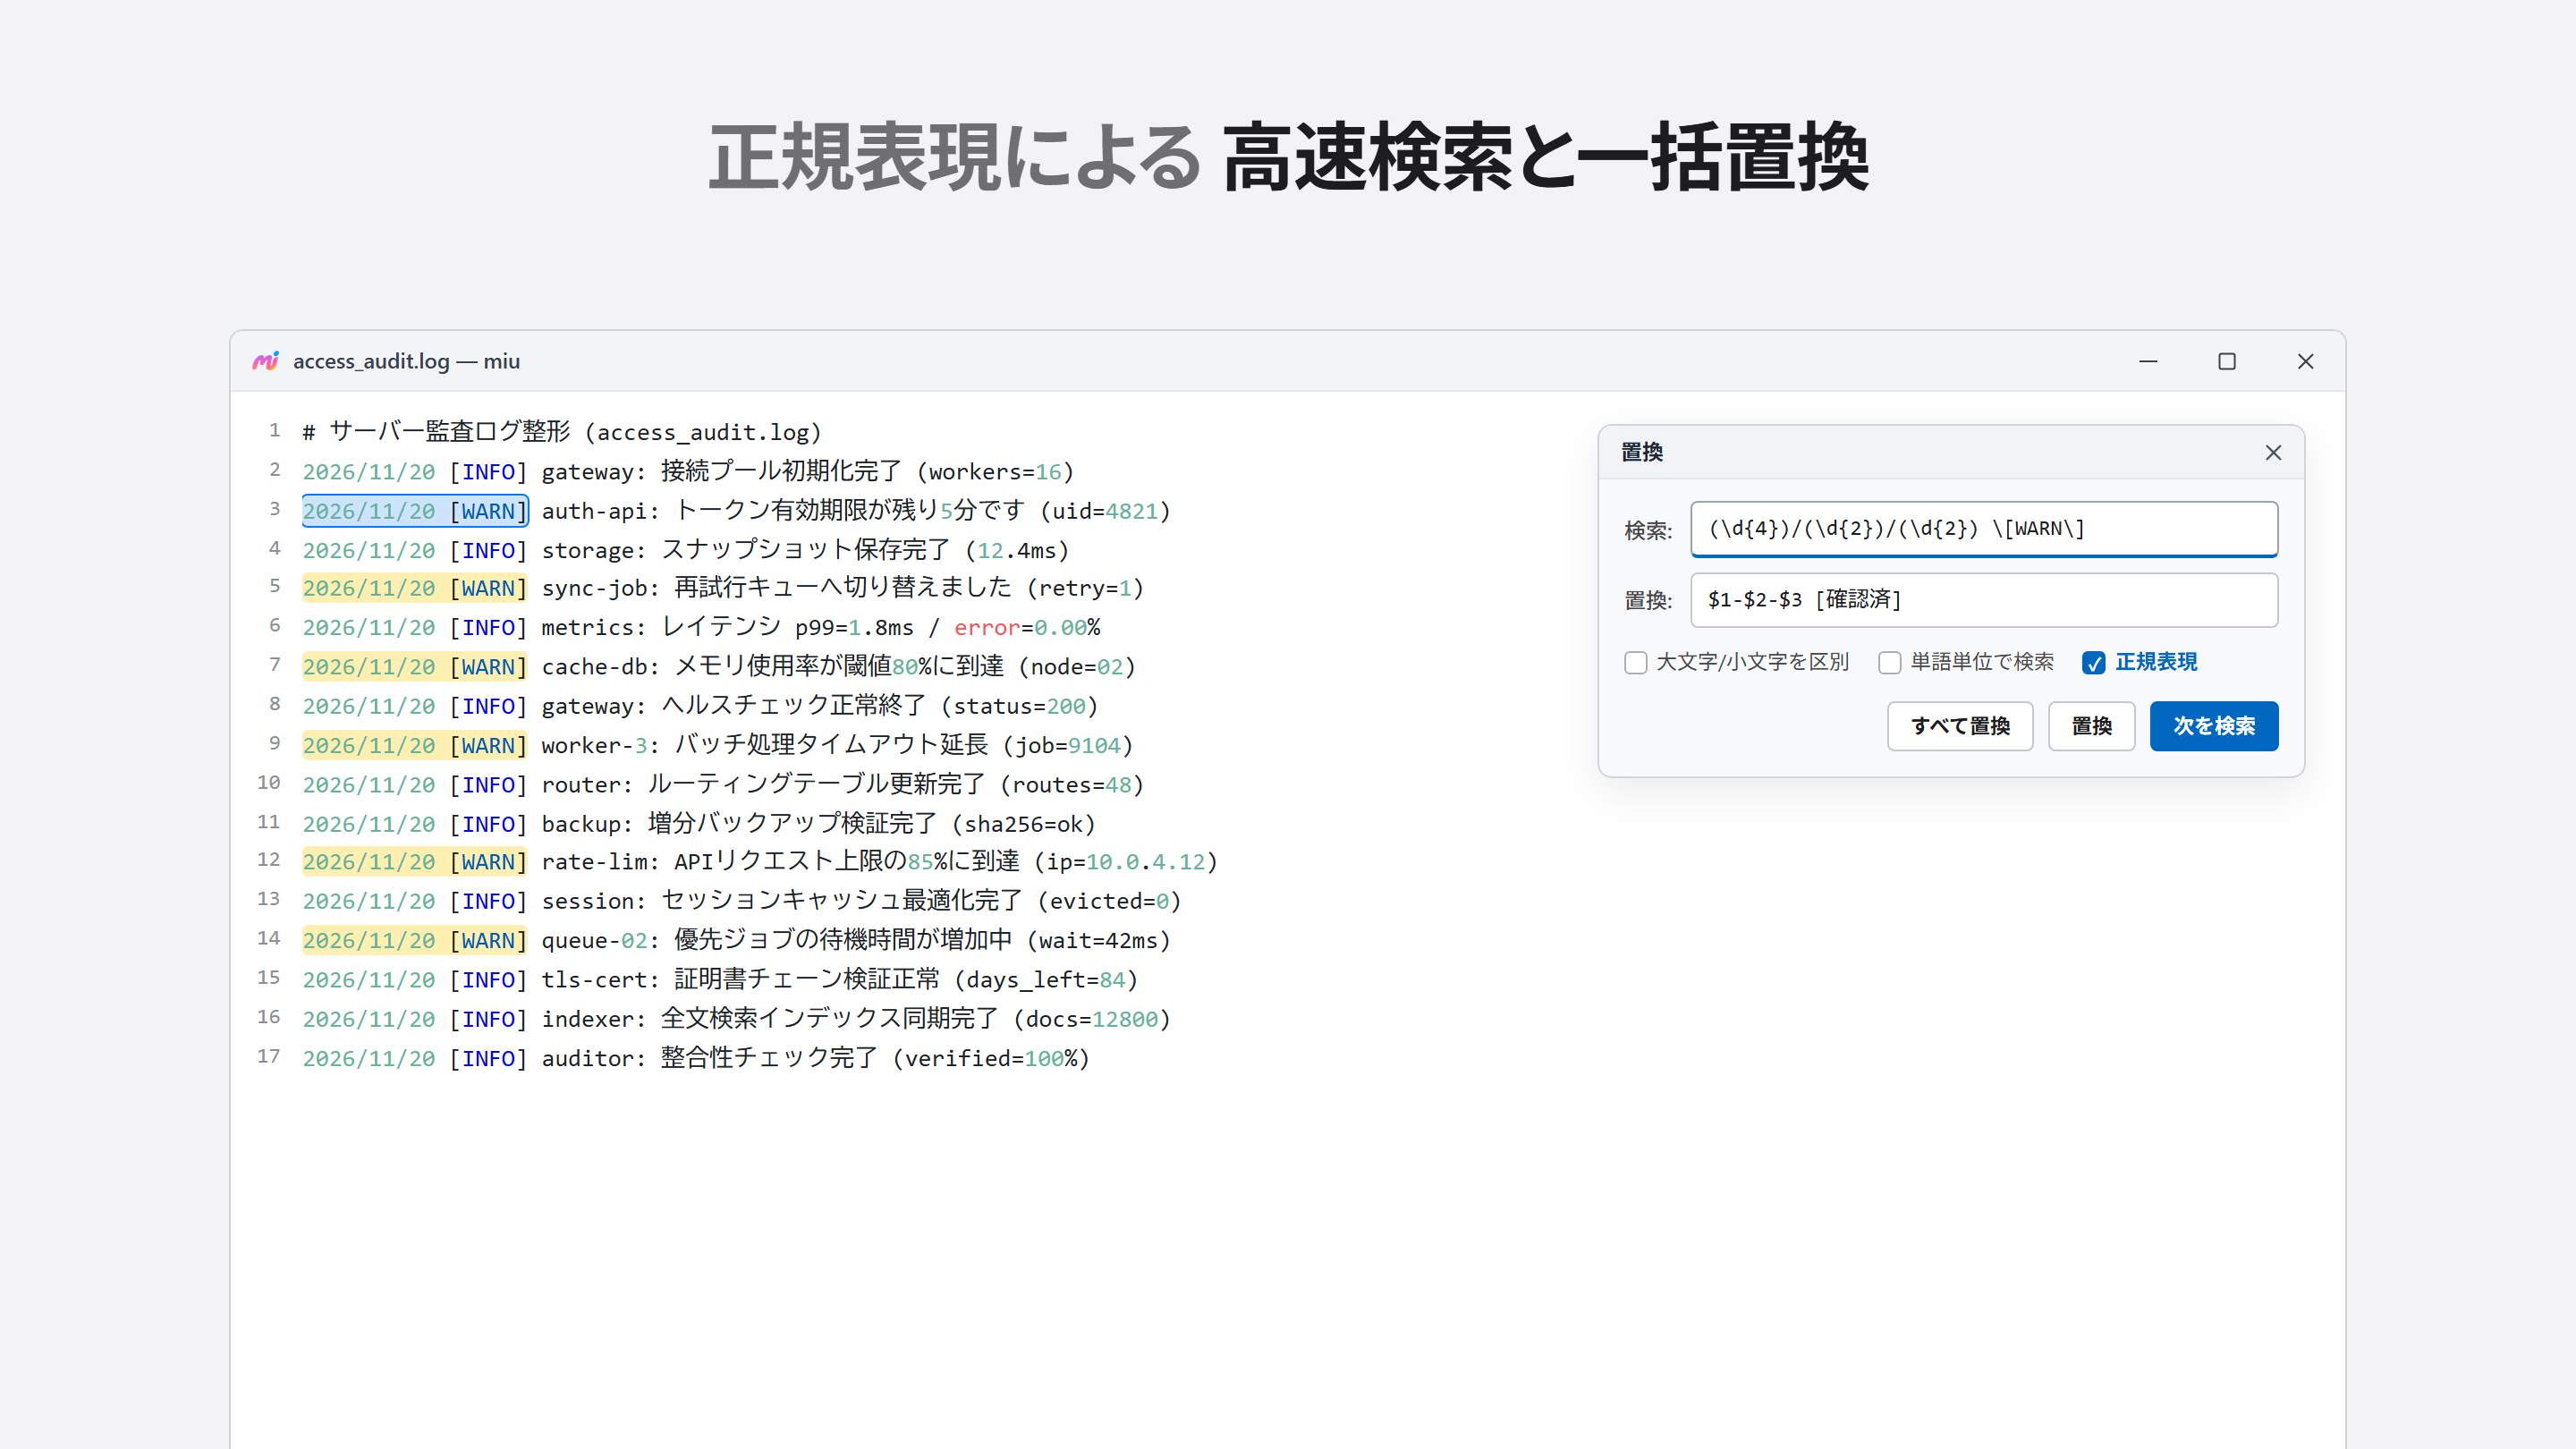 正規表現による 高速検索と一括置換
mi access_audit.log — miu
1 # サーバー監査ログ整形 (access_audit.log)
2 2026/11/20 [INFO] gateway: 接続プール初期化完了 (workers=16)
3 2026/11/20 [WARN] auth-api: トークン有効期限が残り5分です (uid=4821)
4 2026/11/20 [INFO] storage: スナップショット保存完了 (12.4ms)
5 2026/11/20 [WARN] sync-job: 再試行キューへ切り替えました (retry=1)
6 2026/11/20 [INFO] metrics: レイテンシ p99=1.8ms / error=0.00%
7 2026/11/20 [WARN] cache-db: メモリ使用率が閾値80%に到達 (node=02)
8 2026/11/20 [INFO] gateway: ヘルスチェック正常終了 (status=200)
9 2026/11/20 [WARN] worker-3: バッチ処理タイムアウト延長 (job=9104)
10 2026/11/20 [INFO] router: ルーティングテーブル更新完了 (routes=48)
11 2026/11/20 [INFO] backup: 増分バックアップ検証完了 (sha256=ok)
12 2026/11/20 [WARN] rate-lim: APIリクエスト上限の85%に到達 (ip=10.0.4.12)
13 2026/11/20 [INFO] session: セッションキャッシュ最適化完了 (evicted=0)
14 2026/11/20 [WARN] queue-02: 優先ジョブの待機時間が増加中 (wait=42ms)
15 2026/11/20 [INFO] tls-cert: 証明書チェーン検証正常 (days_left=84)
16 2026/11/20 [INFO] indexer: 全文検索インデックス同期完了 (docs=12800)
17 2026/11/20 [INFO] auditor: 整合性チェック完了 (verified=100%)
置換
検索: (\d{4})/(\d{2})/(\d{2}) \[WARN\]
置換: $1-$2-$3 [確認済]
大文字/小文字を区別 単語単位で検索 正規表現
すべて置換 置換 次を検索